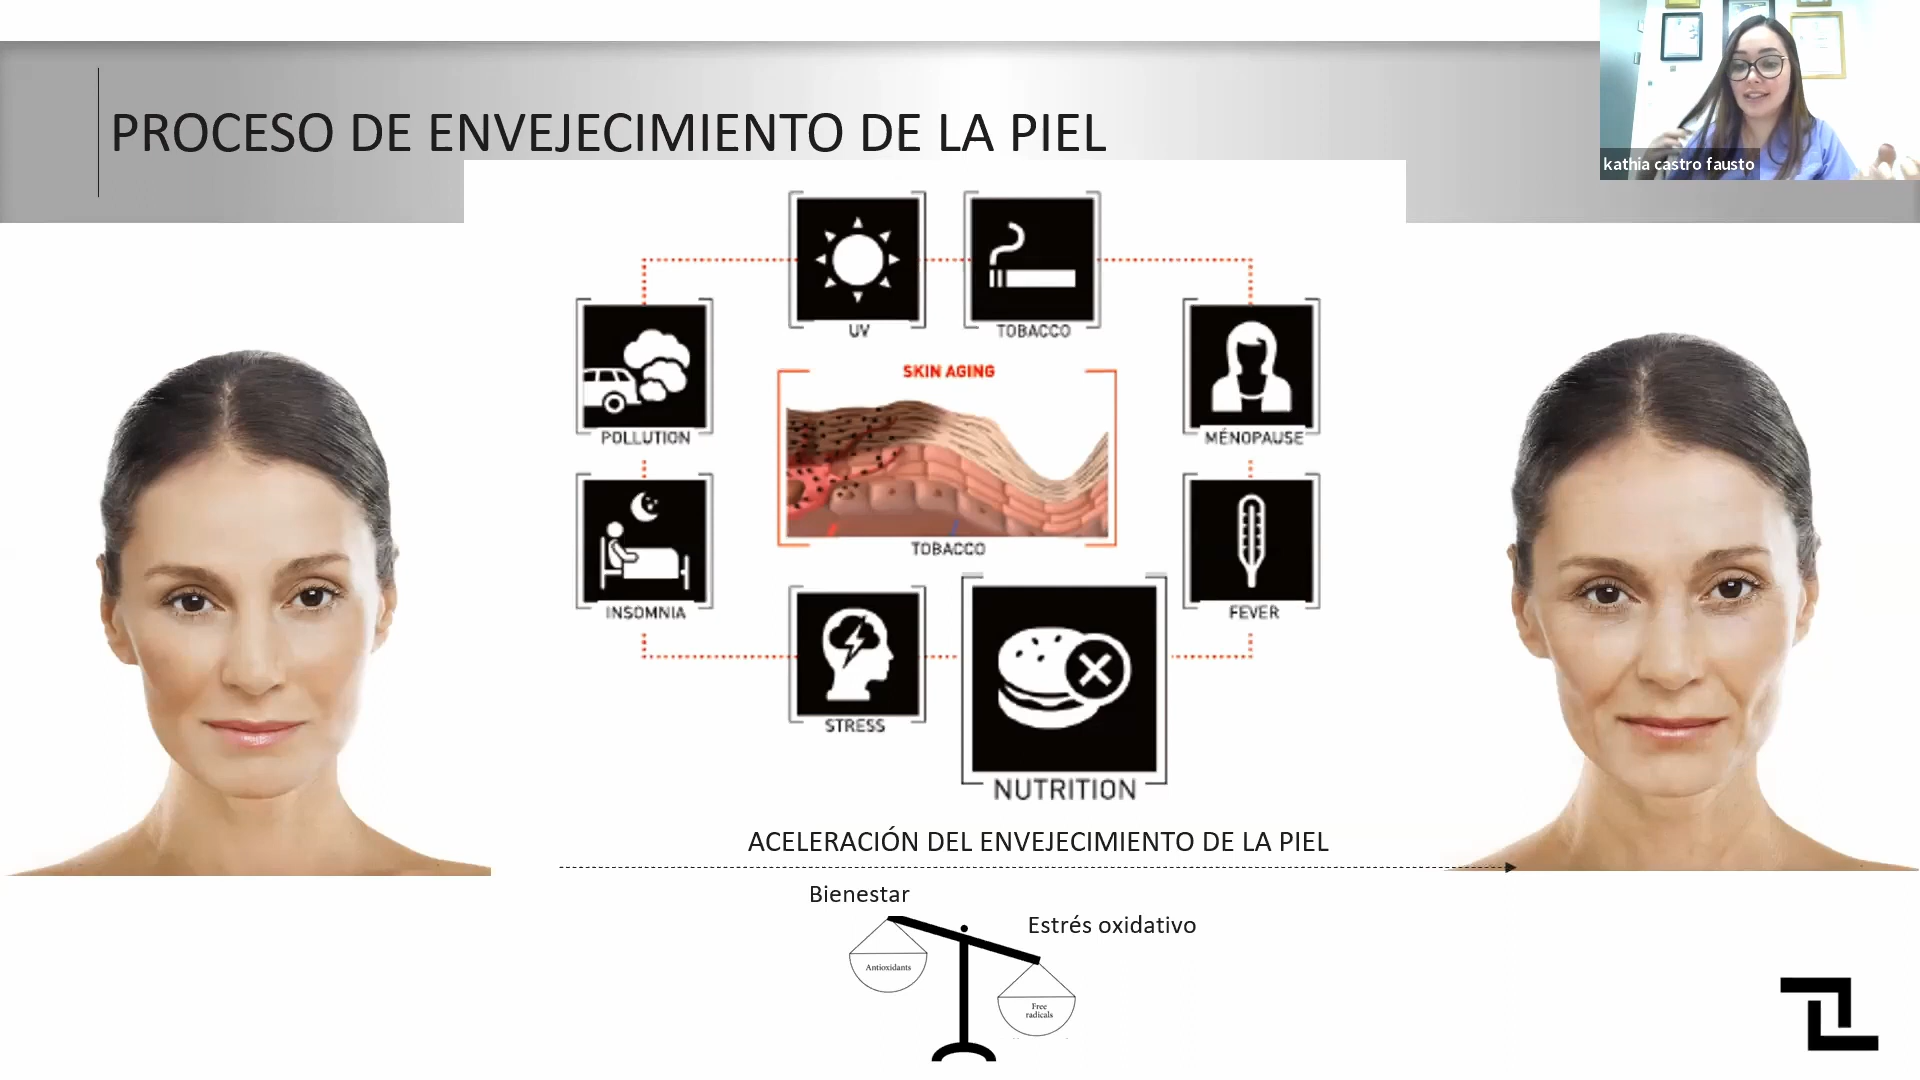 PROCESO DE ENVEJECIMIENTO DE LA PIEL
kathia castro fausto
UV
TOBACCO
POLLUTION
SKIN AGING
MÉNOPAUSE
TOBACCO
INSOMNIA
FEVER
STRESS
NUTRITION
ACELERACIÓN DEL ENVEJECIMIENTO DE LA PIEL
Bienestar
Estrés oxidativo
Antioxidants
Free
radicals